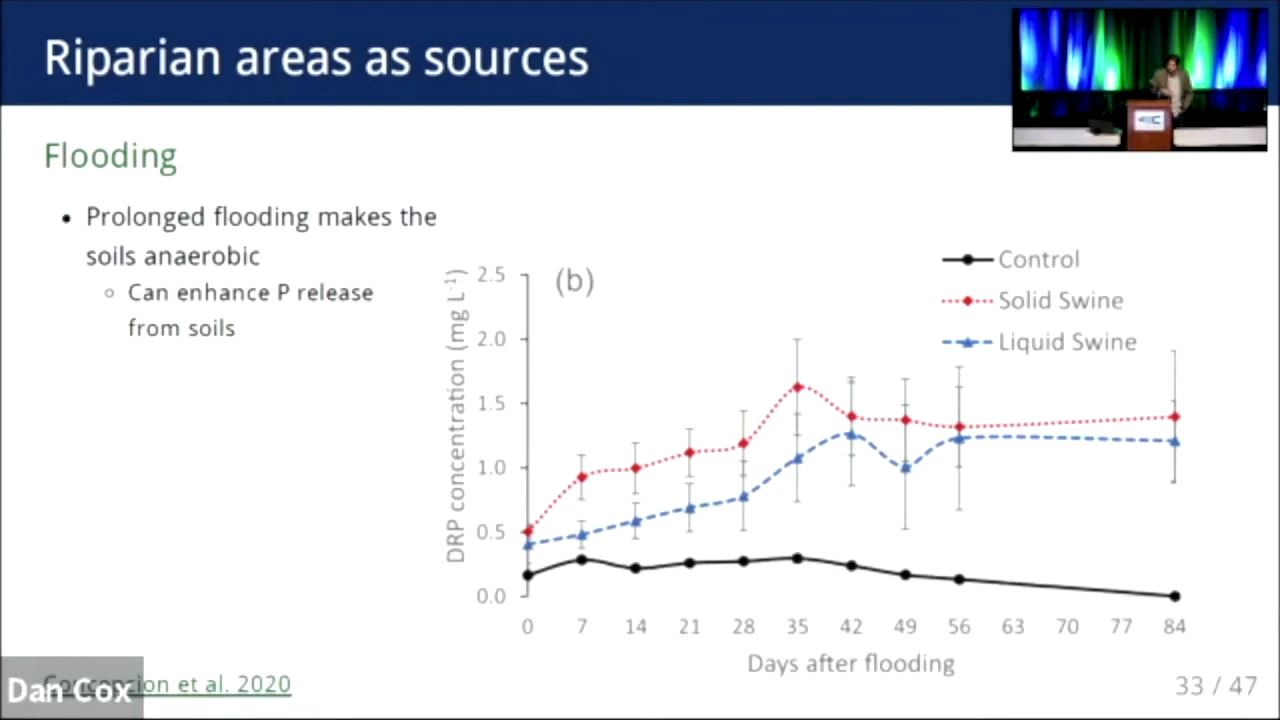 Riparian areas as sources
Flooding
• Prolonged flooding makes the
soils anaerobic
○ Can enhance P release
from soils
(b)
Control
Solid Swine
Liquid Swine
DRP concentration (mg L⁻¹)
2.5
2.0
1.5
1.0
0.5
0.0
0 7 14 21 28 35 42 49 56 63 70 77 84
Days after flooding
Concepcion et al. 2020
Dan Cox
33 / 47